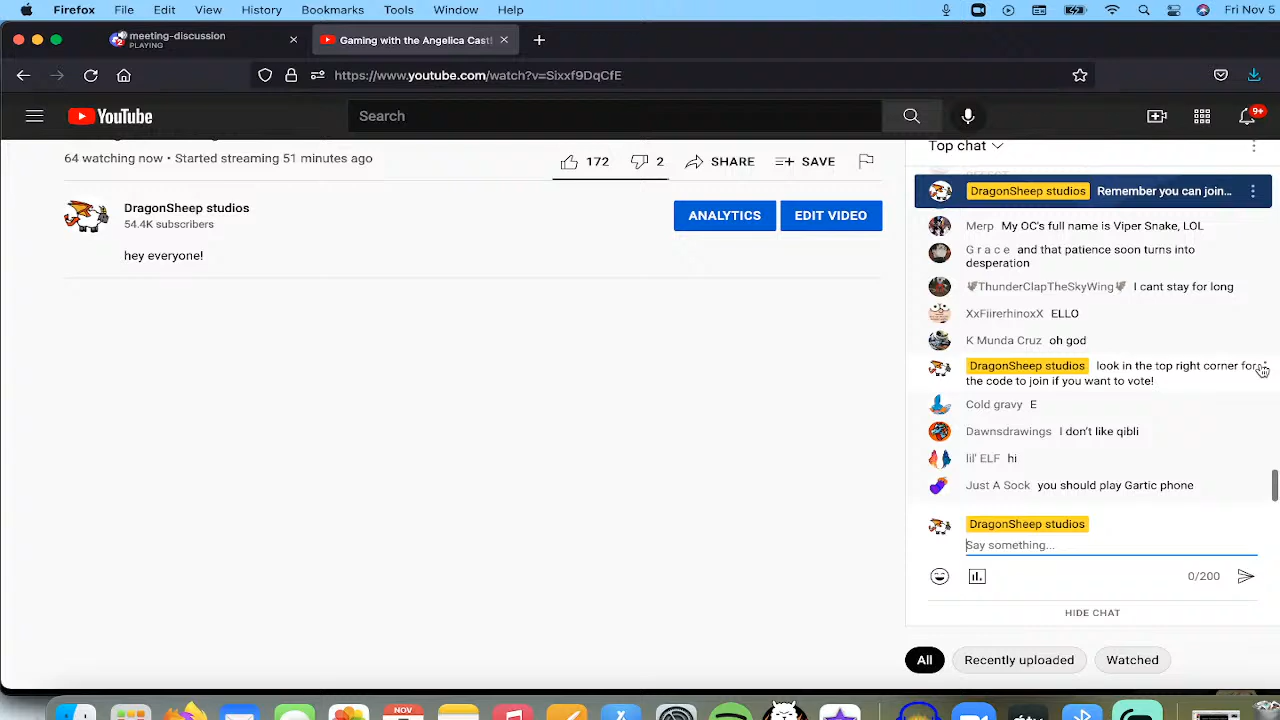 Firefox File Edit View History Bookmarks Tools Window Help Fri Nov 5
meeting-discussion
PLAYING
Gaming with the Angelica Cast!
https://www.youtube.com/watch?v=Sixxf9DqCfE
YouTube Search 9+
64 watching now • Started streaming 51 minutes ago
172 2 SHARE SAVE
DragonSheep studios
54.4K subscribers
ANALYTICS EDIT VIDEO
hey everyone!
Top chat
DragonSheep studios Remember you can join...
Merp My OC's full name is Viper Snake, LOL
G r a c e and that patience soon turns into
desperation
ThunderClapTheSkyWing I cant stay for long
XxFiirerhinoxX ELLO
K Munda Cruz oh god
DragonSheep studios look in the top right corner for
the code to join if you want to vote!
Cold gravy E
Dawnsdrawings I don't like qibli
lil' ELF hi
Just A Sock you should play Gartic phone
DragonSheep studios
Say something...
0/200
HIDE CHAT
All Recently uploaded Watched
NOV